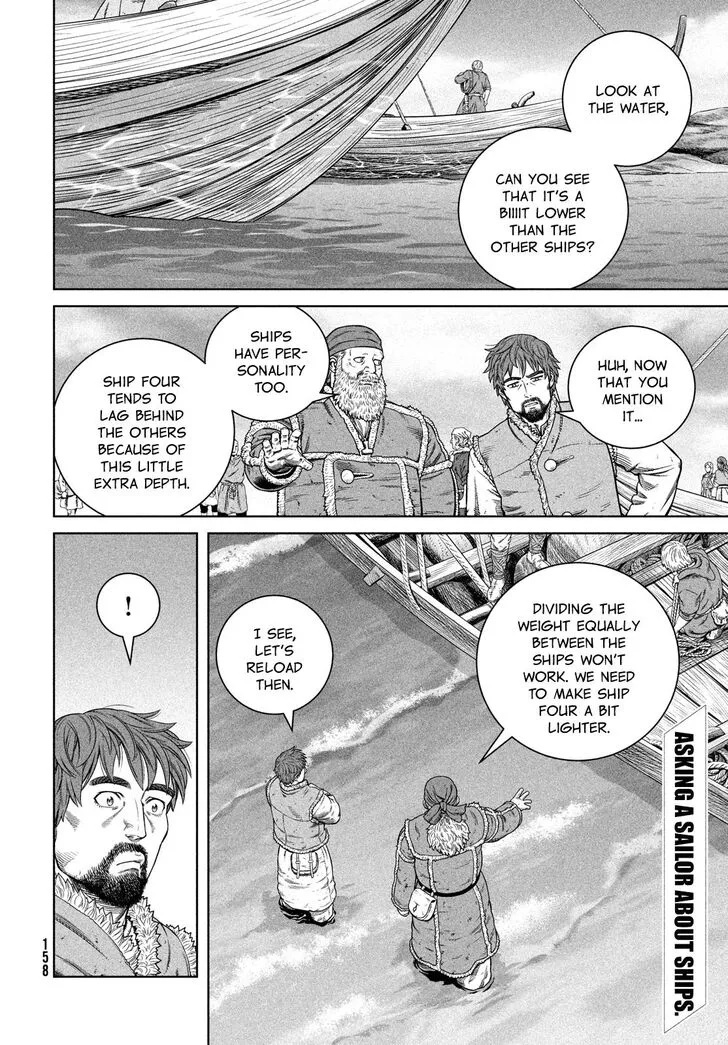 LOOK AT
THE WATER,
CAN YOU SEE
THAT IT'S A
BIIIIT LOWER
THAN THE
OTHER SHIPS?
HUH, NOW
THAT YOU
MENTION
IT...
SHIPS
HAVE PER-
SONALITY
TOO.
SHIP FOUR
TENDS TO
LAG BEHIND
THE OTHERS
BECAUSE OF
THIS LITTLE
EXTRA DEPTH.
DIVIDING THE
WEIGHT EQUALLY
BETWEEN THE
SHIPS WON'T
WORK. WE NEED
TO MAKE SHIP
FOUR A BIT
LIGHTER.
I SEE,
LET'S
RELOAD
THEN.
!
ASKING A SAILOR ABOUT SHIPS.
158